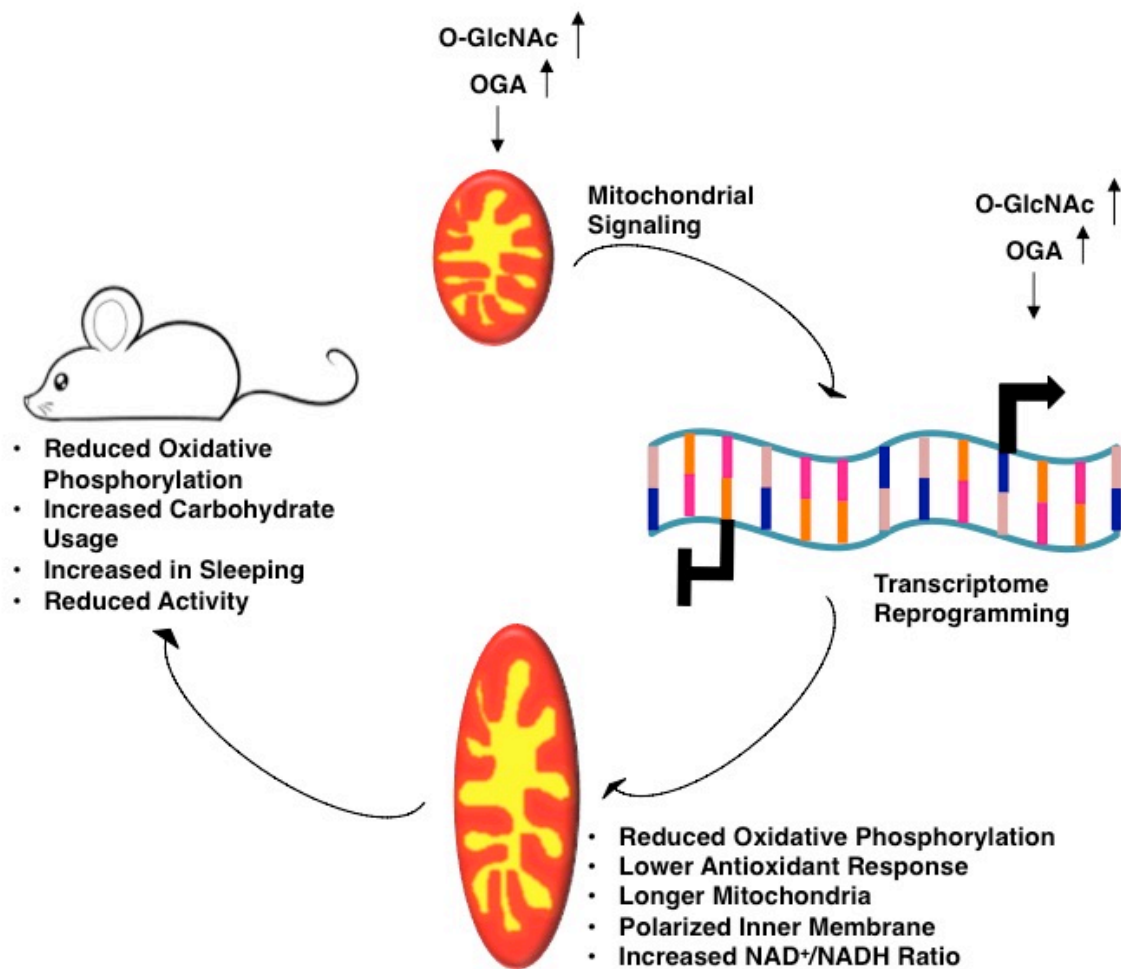 O-GlcNAc ↑
OGA ↑
Mitochondrial
Signaling
O-GlcNAc ↑
OGA ↑
• Reduced Oxidative
Phosphorylation
• Increased Carbohydrate
Usage
• Increased in Sleeping
• Reduced Activity
Transcriptome
Reprogramming
• Reduced Oxidative Phosphorylation
• Lower Antioxidant Response
• Longer Mitochondria
• Polarized Inner Membrane
• Increased NAD⁺/NADH Ratio